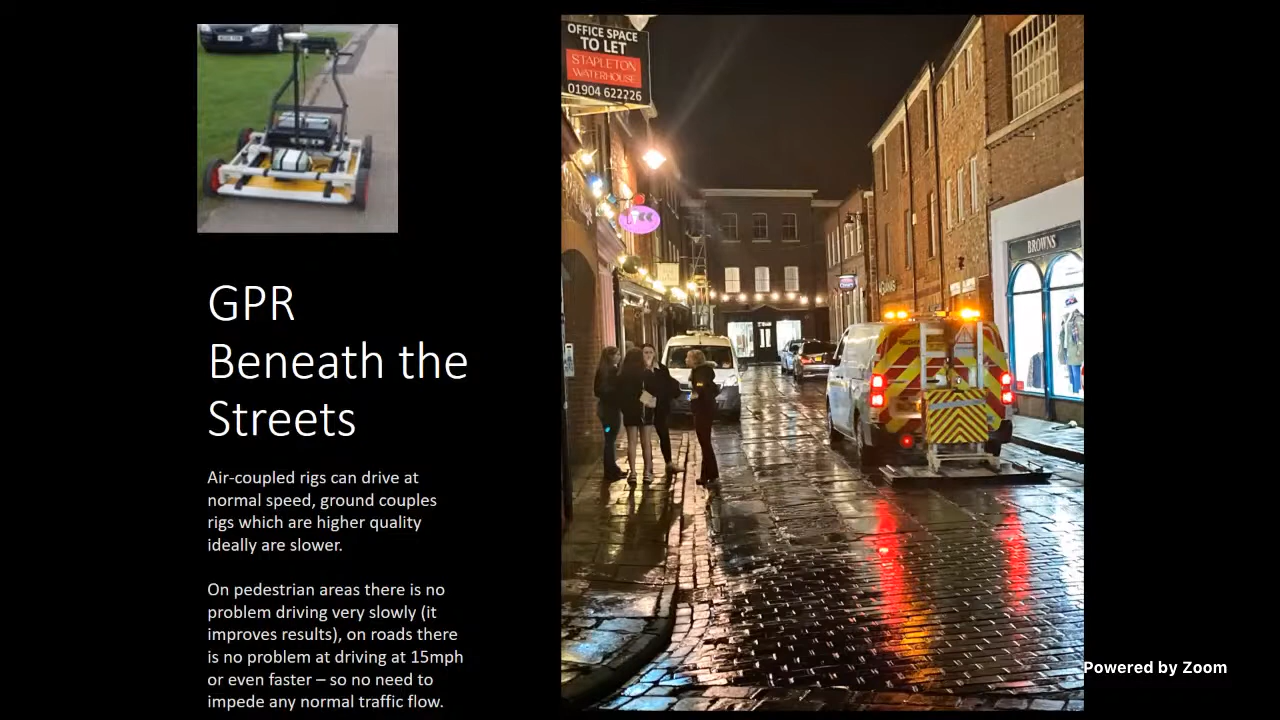 GPR
Beneath the
Streets
Air-coupled rigs can drive at
normal speed, ground couples
rigs which are higher quality
ideally are slower.
On pedestrian areas there is no
problem driving very slowly (it
improves results), on roads there
is no problem at driving at 15mph
or even faster – so no need to
impede any normal traffic flow.
OFFICE SPACE
TO LET
STAPLETON
WATERHOUSE
01904 622226
BROWNS
Powered by Zoom